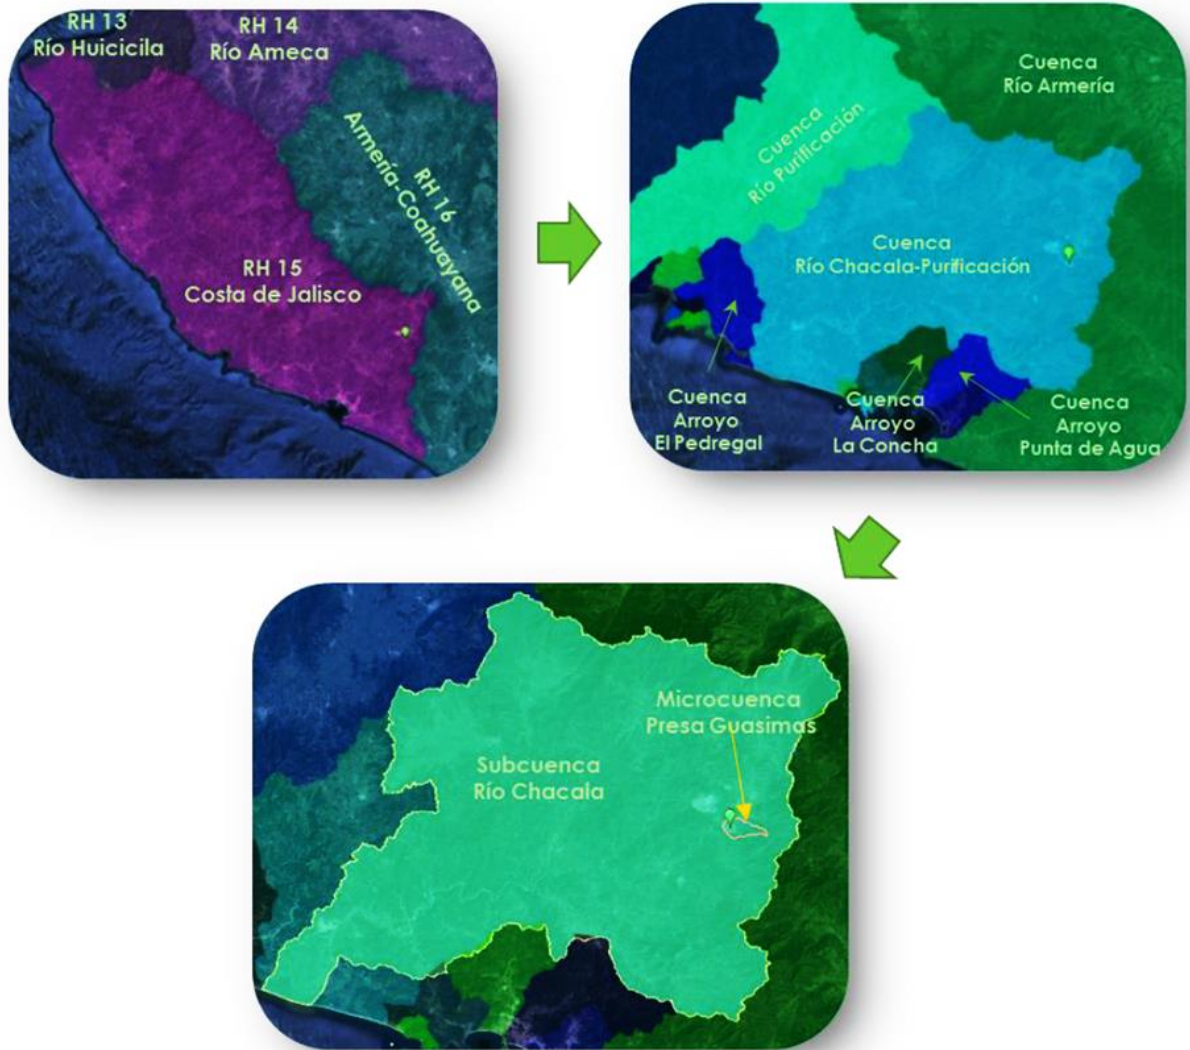 RH 13
Río Huicicila
RH 14
Río Ameca
RH 16
Armería-Coahuayana
RH 15
Costa de Jalisco
Cuenca
Río Armería
Cuenca
Río Purificación
Cuenca
Río Chacala-Purificación
Cuenca
Arroyo
El Pedregal
Cuenca
Arroyo
La Concha
Cuenca
Arroyo
Punta de Agua
Microcuenca
Presa Guasimas
Subcuenca
Río Chacala